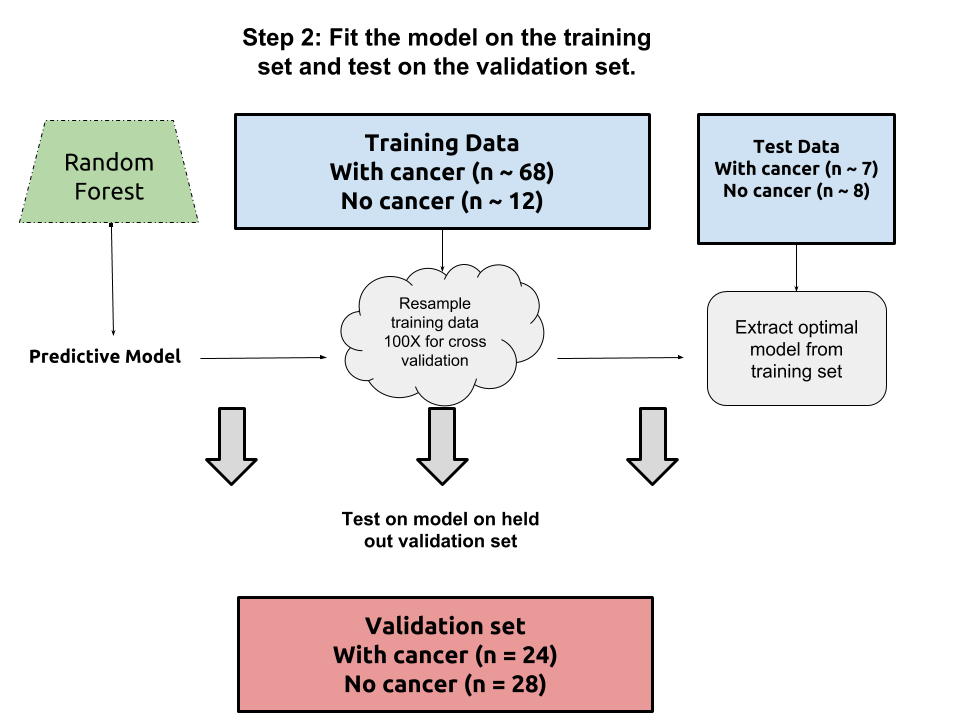 Step 2: Fit the model on the training
set and test on the validation set.
Random
Forest
Training Data
With cancer (n ~ 68)
No cancer (n ~ 12)
Test Data
With cancer (n ~ 7)
No cancer (n ~ 8)
Predictive Model
Resample
training data
100X for cross
validation
Extract optimal
model from
training set
Test on model on held
out validation set
Validation set
With cancer (n = 24)
No cancer (n = 28)